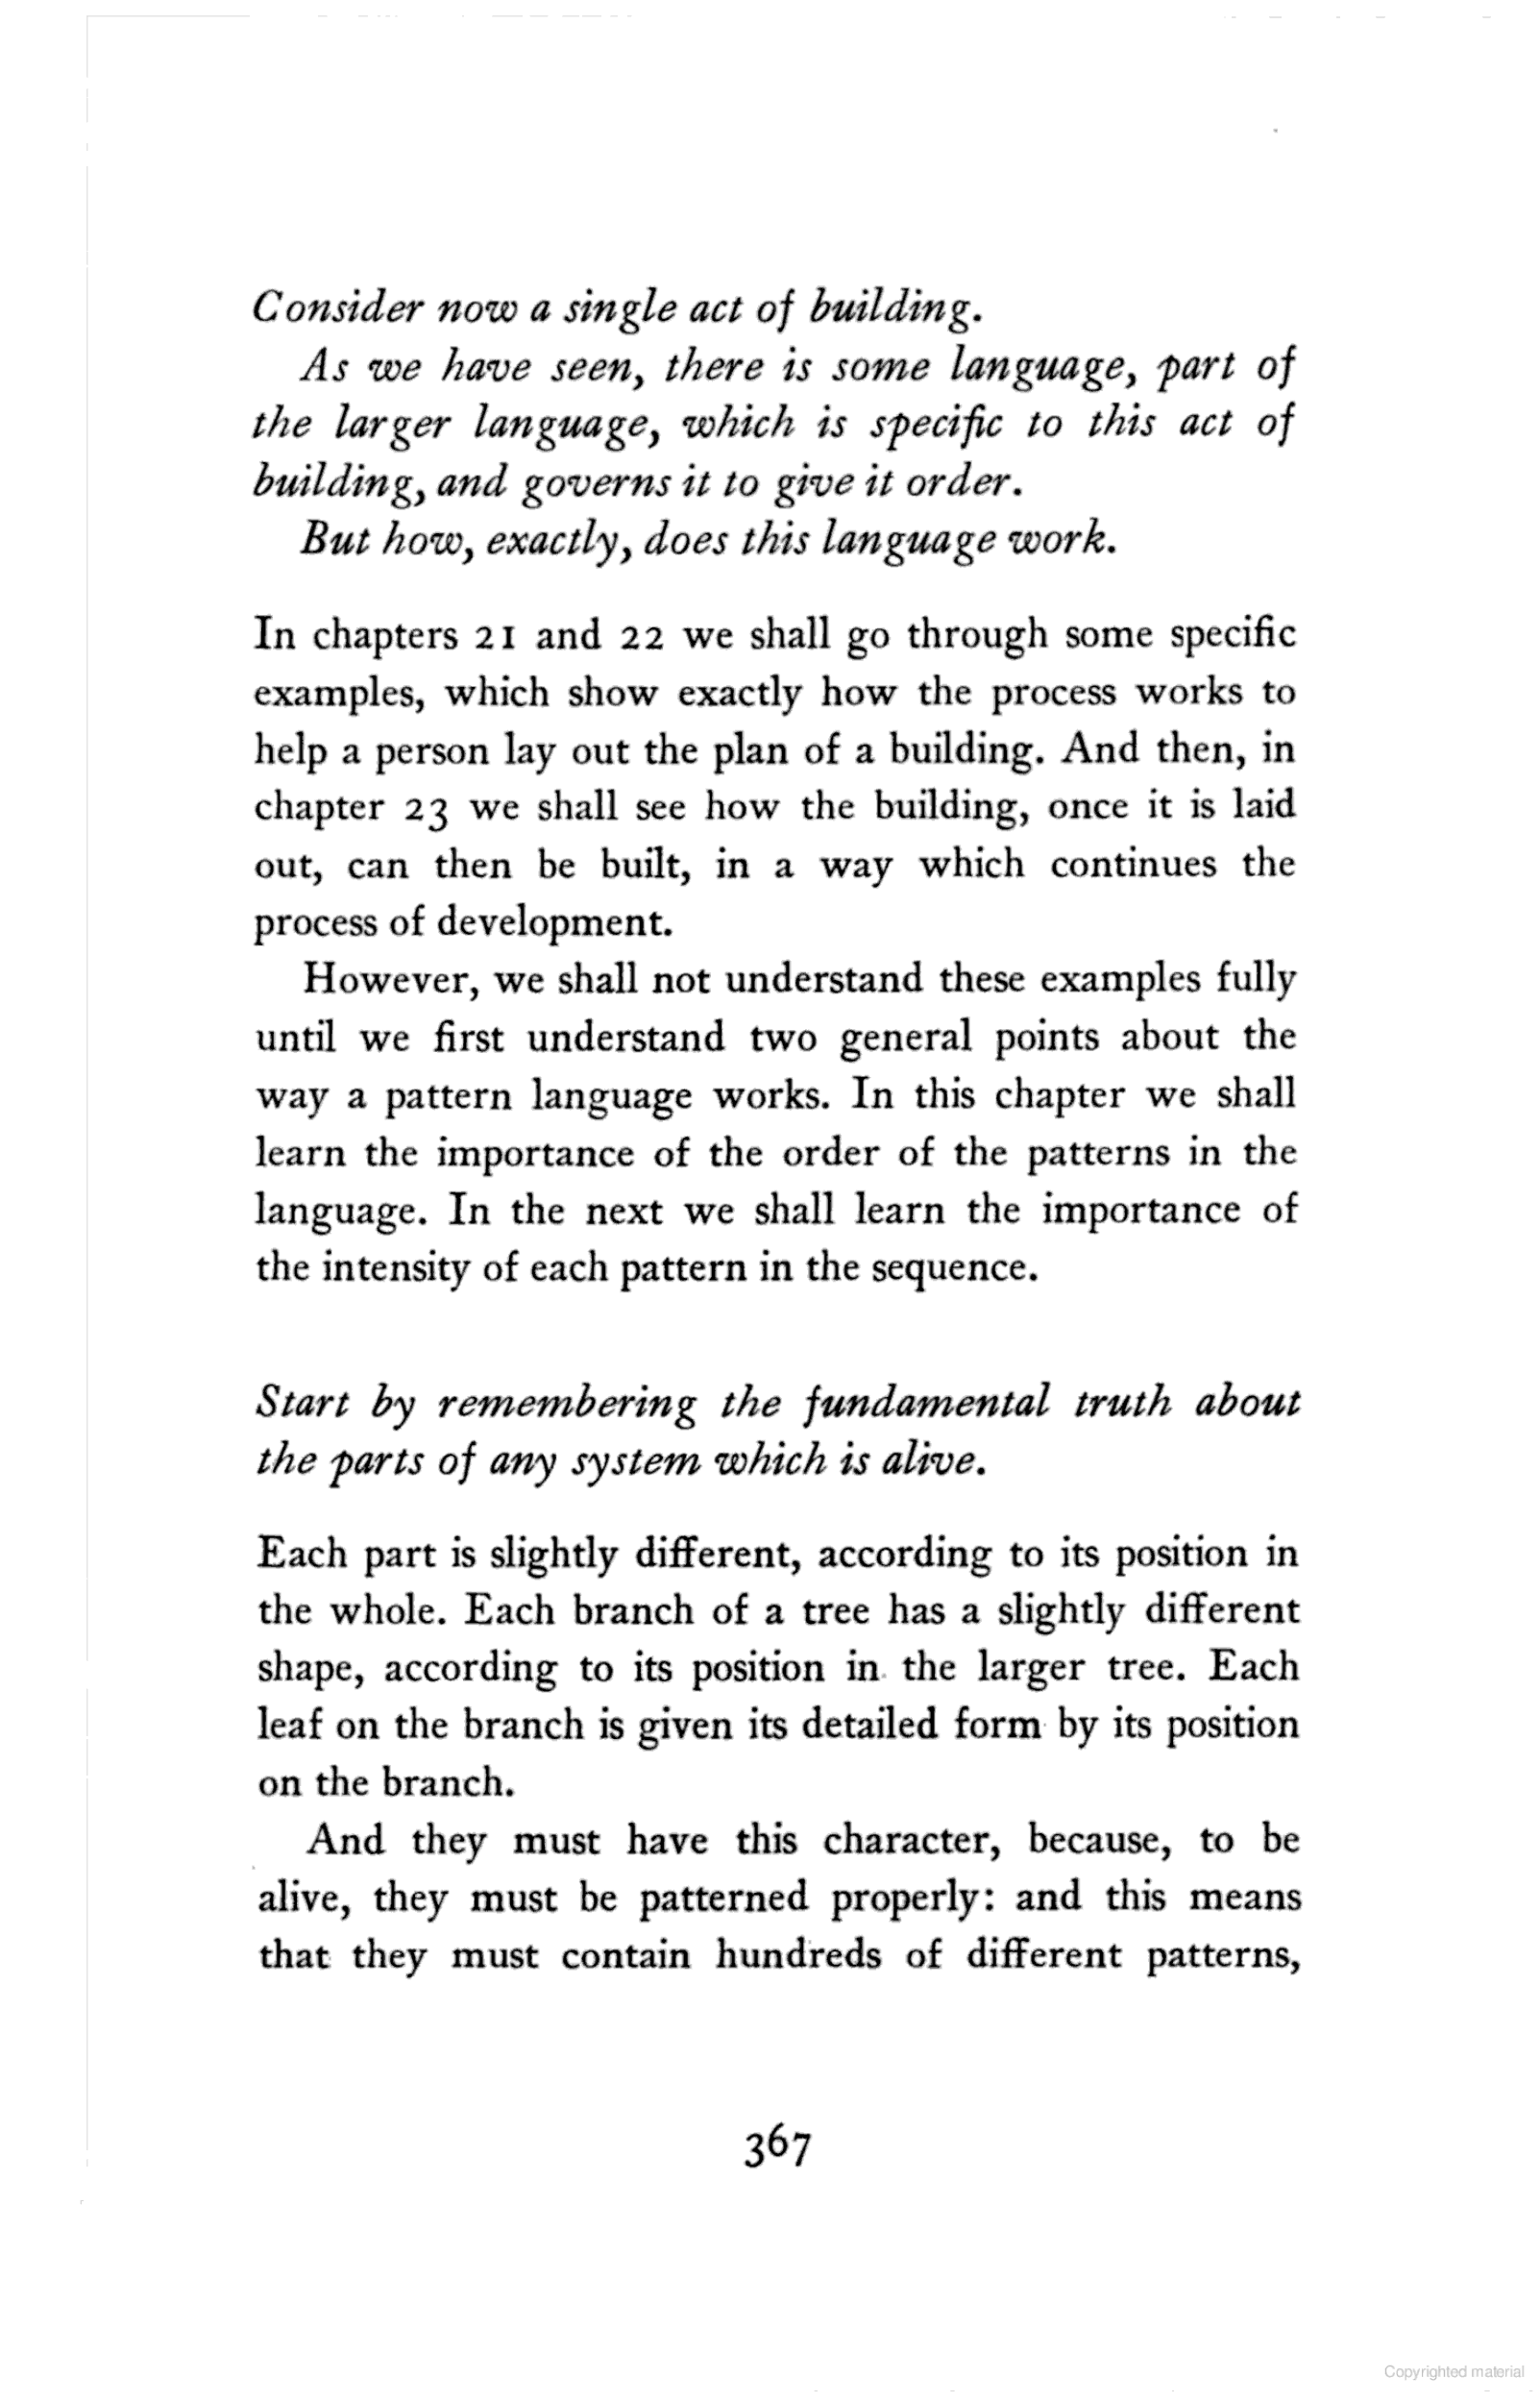 Consider now a single act of building.
As we have seen, there is some language, part of
the larger language, which is specific to this act of
building, and governs it to give it order.
But how, exactly, does this language work.
In chapters 21 and 22 we shall go through some specific
examples, which show exactly how the process works to
help a person lay out the plan of a building. And then, in
chapter 23 we shall see how the building, once it is laid
out, can then be built, in a way which continues the
process of development.
However, we shall not understand these examples fully
until we first understand two general points about the
way a pattern language works. In this chapter we shall
learn the importance of the order of the patterns in the
language. In the next we shall learn the importance of
the intensity of each pattern in the sequence.
Start by remembering the fundamental truth about
the parts of any system which is alive.
Each part is slightly different, according to its position in
the whole. Each branch of a tree has a slightly different
shape, according to its position in the larger tree. Each
leaf on the branch is given its detailed form by its position
on the branch.
And they must have this character, because, to be
alive, they must be patterned properly: and this means
that they must contain hundreds of different patterns,
367
Copyrighted material